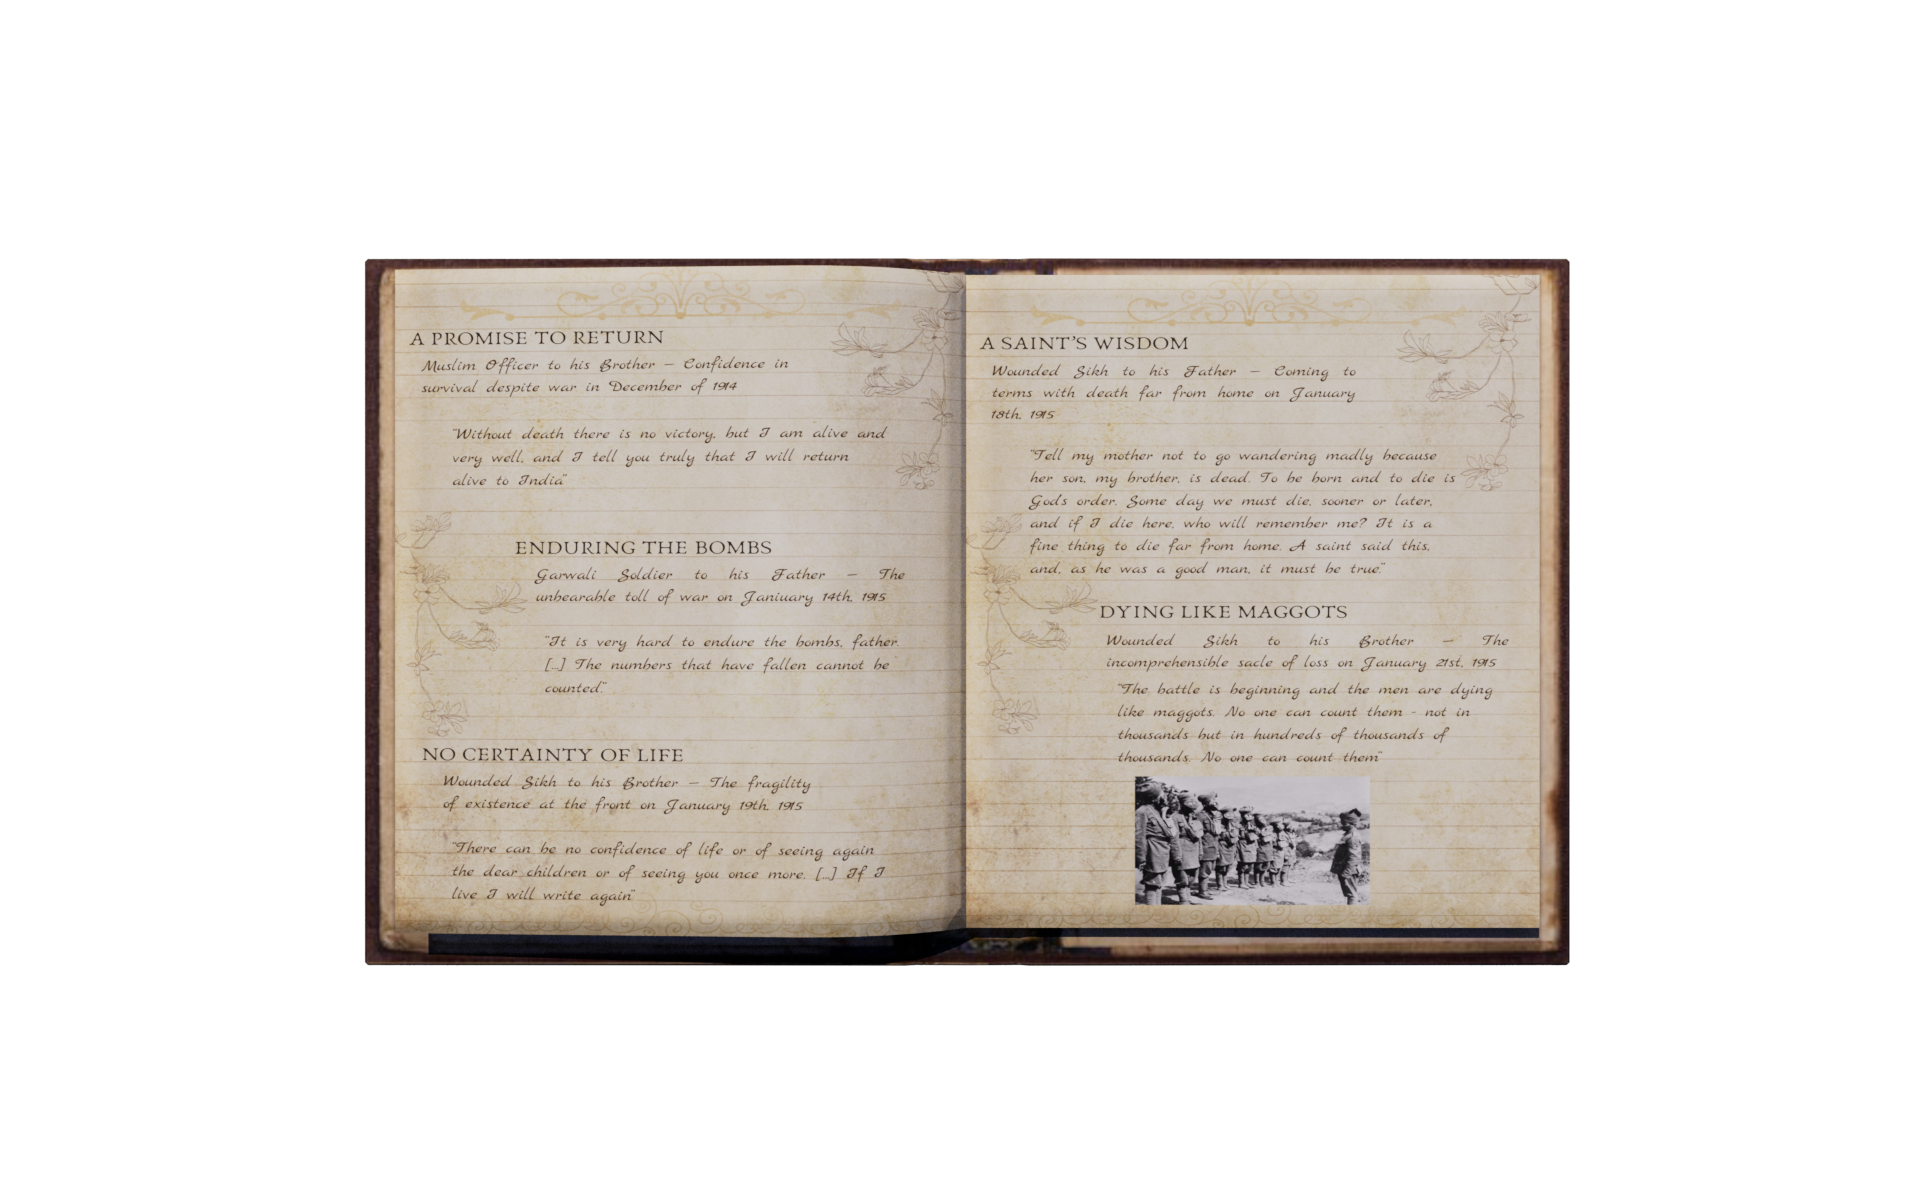 A PROMISE TO RETURN
Muslim Officer to his Brother – Confidence in
survival despite war in December of 1914
"Without death there is no victory, but I am alive and
very well, and I tell you truly that I will return
alive to India"
ENDURING THE BOMBS
Garwali Soldier to his Father – The
unbearable toll of war on Janiuary 14th, 1915
"It is very hard to endure the bombs, father.
[...] The numbers that have fallen cannot be
counted."
NO CERTAINTY OF LIFE
Wounded Sikh to his Brother – The fragility
of existence at the front on January 19th, 1915
"There can be no confidence of life or of seeing again
the dear children or of seeing you once more. [...] If I
live I will write again"
A SAINT'S WISDOM
Wounded Sikh to his Father – Coming to
terms with death far from home on January
18th, 1915
"Tell my mother not to go wandering madly because
her son, my brother, is dead. To be born and to die is
God's order. Some day we must die, sooner or later,
and if I die here, who will remember me? It is a
fine thing to die far from home. A saint said this,
and, as he was a good man, it must be true."
DYING LIKE MAGGOTS
Wounded Sikh to his Brother – The
incomprehensible sacle of loss on January 21st, 1915
"The battle is beginning and the men are dying
like maggots. No one can count them - not in
thousands but in hundreds of thousands of
thousands. No one can count them"